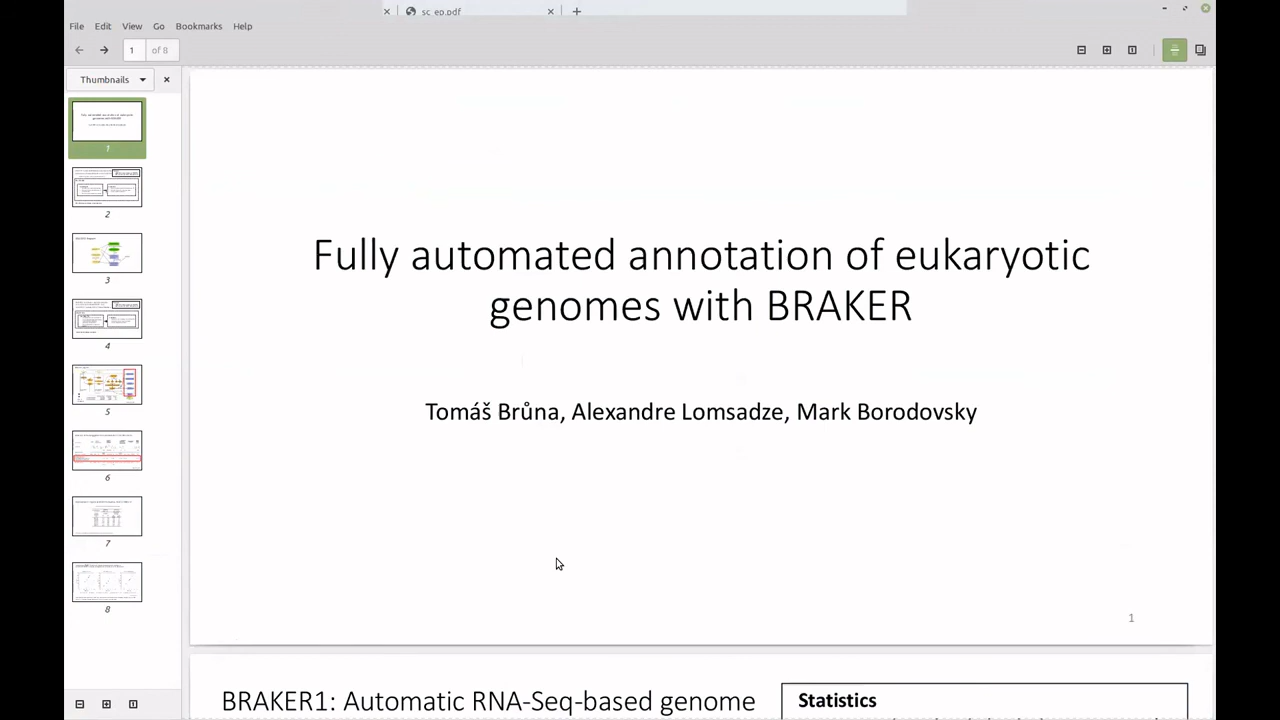 sc_ep.pdf
File Edit View Go Bookmarks Help
1 of 8
Thumbnails
1
2
3
4
5
6
7
8
Fully automated annotation of eukaryotic
genomes with BRAKER
Tomáš Brůna, Alexandre Lomsadze, Mark Borodovsky
1
BRAKER1: Automatic RNA-Seq-based genome
Statistics